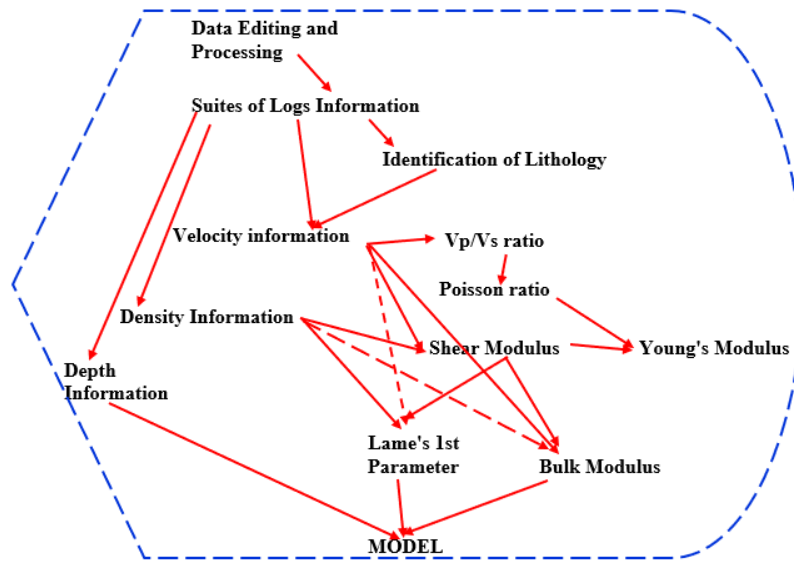 Data Editing and
Processing
Suites of Logs Information
Identification of Lithology
Velocity information
Vp/Vs ratio
Poisson ratio
Density Information
Shear Modulus
Young's Modulus
Depth
Information
Lame's 1st
Parameter
Bulk Modulus
MODEL